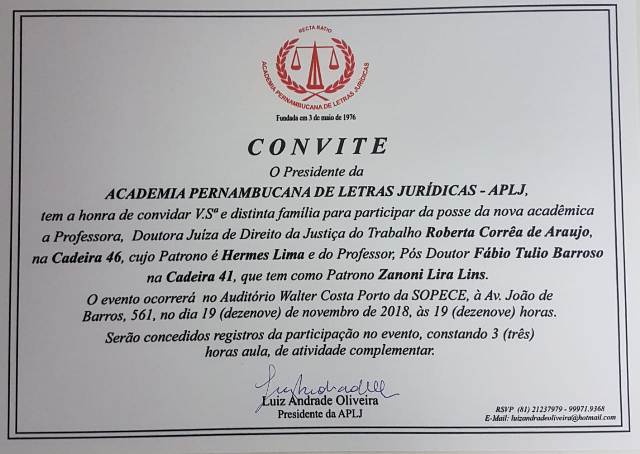 RECTA RATIO
ACADEMIA PERNAMBUCANA DE LETRAS JURÍDICAS
Fundada em 3 de maio de 1976
CONVITE
O Presidente da
ACADEMIA PERNAMBUCANA DE LETRAS JURÍDICAS - APLJ,
tem a honra de convidar V.Sª e distinta família para participar da posse da nova acadêmica
a Professora, Doutora Juíza de Direito da Justiça do Trabalho Roberta Corrêa de Araujo,
na Cadeira 46, cujo Patrono é Hermes Lima e do Professor, Pós Doutor Fábio Tulio Barroso
na Cadeira 41, que tem como Patrono Zanoni Lira Lins.
O evento ocorrerá no Auditório Walter Costa Porto da SOPECE, à Av. João de
Barros, 561, no dia 19 (dezenove) de novembro de 2018, às 19 (dezenove) horas.
Serão concedidos registros da participação no evento, constando 3 (três)
horas aula, de atividade complementar.
Luiz Andrade Oliveira
Presidente da APLJ
RSVP (81) 21237979 - 99971.9368
E-Mail: luizandradeoliveira@hotmail.com